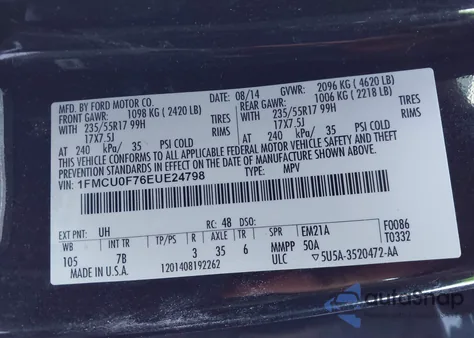 MFD. BY FORD MOTOR CO.
08/14 GVWR: 2096 KG (4620 LB)
FRONT GAWR: 1098 KG (2420 LB)
REAR GAWR: 1006 KG (2218 LB)
WITH 235/55R17 99H TIRES
WITH 235/55R17 99H TIRES
17X7.5J RIMS
17X7.5J RIMS
AT 240 kPa/ 35 PSI COLD
AT 240 kPa/ 35 PSI COLD
THIS VEHICLE CONFORMS TO ALL APPLICABLE FEDERAL MOTOR VEHICLE SAFETY, BUMPER,
AND THEFT PREVENTION STANDARDS IN EFFECT ON THE DATE OF MANUFACTURE SHOWN ABOVE.
VIN: 1FMCU0F76EUE24798
TYPE: MPV
EXT PNT: UH RC: 48 DSO: F0086
WB BRK INT TR TP/PS R AXLE TR SPR EM21A T0332
105 7B 3 35 6 MMPP 50A
MADE IN U.S.A. 1201408192262 ULC 5U5A-3520472-AA
autoSnap